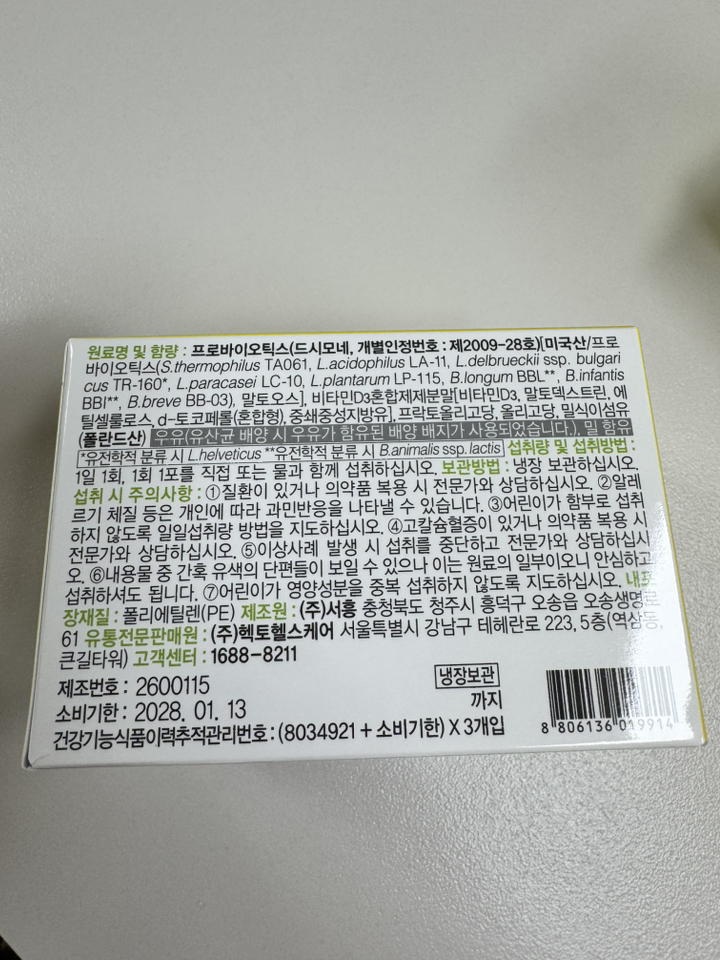 원료명 및 함량 : 프로바이오틱스(드시모네, 개별인정번호 : 제2009-28호)[미국산/프로
바이오틱스(S.thermophilus TA061, L.acidophilus LA-11, L.delbrueckii ssp. bulgari
cus TR-160*, L.paracasei LC-10, L.plantarum LP-115, B.longum BBL**, B.infantis
BBI**, B.breve BB-03), 말토오스], 비타민D3혼합제제분말[비타민D3, 말토덱스트린, 에
틸셀룰로스, d-토코페롤(혼합형), 중쇄중성지방유], 프락토올리고당, 올리고당, 밀식이섬유
(폴란드산) 우유(유산균 배양 시 우유가 함유된 배양 배지가 사용되었습니다.), 밀 함유
*유전학적 분류 시 L.helveticus **유전학적 분류 시 B.animalis ssp. lactis 섭취량 및 섭취방법 :
1일 1회, 1회 1포를 직접 또는 물과 함께 섭취하십시오. 보관방법 : 냉장 보관하십시오.
섭취 시 주의사항 : ①질환이 있거나 의약품 복용 시 전문가와 상담하십시오. ②알레
르기 체질 등은 개인에 따라 과민반응을 나타낼 수 있습니다. ③어린이가 함부로 섭취
하지 않도록 일일섭취량 방법을 지도하십시오. ④고칼슘혈증이 있거나 의약품 복용 시
전문가와 상담하십시오. ⑤이상사례 발생 시 섭취를 중단하고 전문가와 상담하십시
오. ⑥내용물 중 간혹 유색의 단편들이 보일 수 있으나 이는 원료의 일부이오니 안심하고
섭취하셔도 됩니다. ⑦어린이가 영양성분을 중복 섭취하지 않도록 지도하십시오. 내포
장재질 : 폴리에틸렌(PE) 제조원 : (주)서흥 충청북도 청주시 흥덕구 오송읍 오송생명로
61 유통전문판매원 : (주)헥토헬스케어 서울특별시 강남구 테헤란로 223, 5층(역삼동,
큰길타워) 고객센터 : 1688-8211
제조번호 : 2600115 냉장보관
소비기한 : 2028. 01. 13 까지
건강기능식품이력추적관리번호 : (8034921 + 소비기한) X 3개입
8 806136 019914